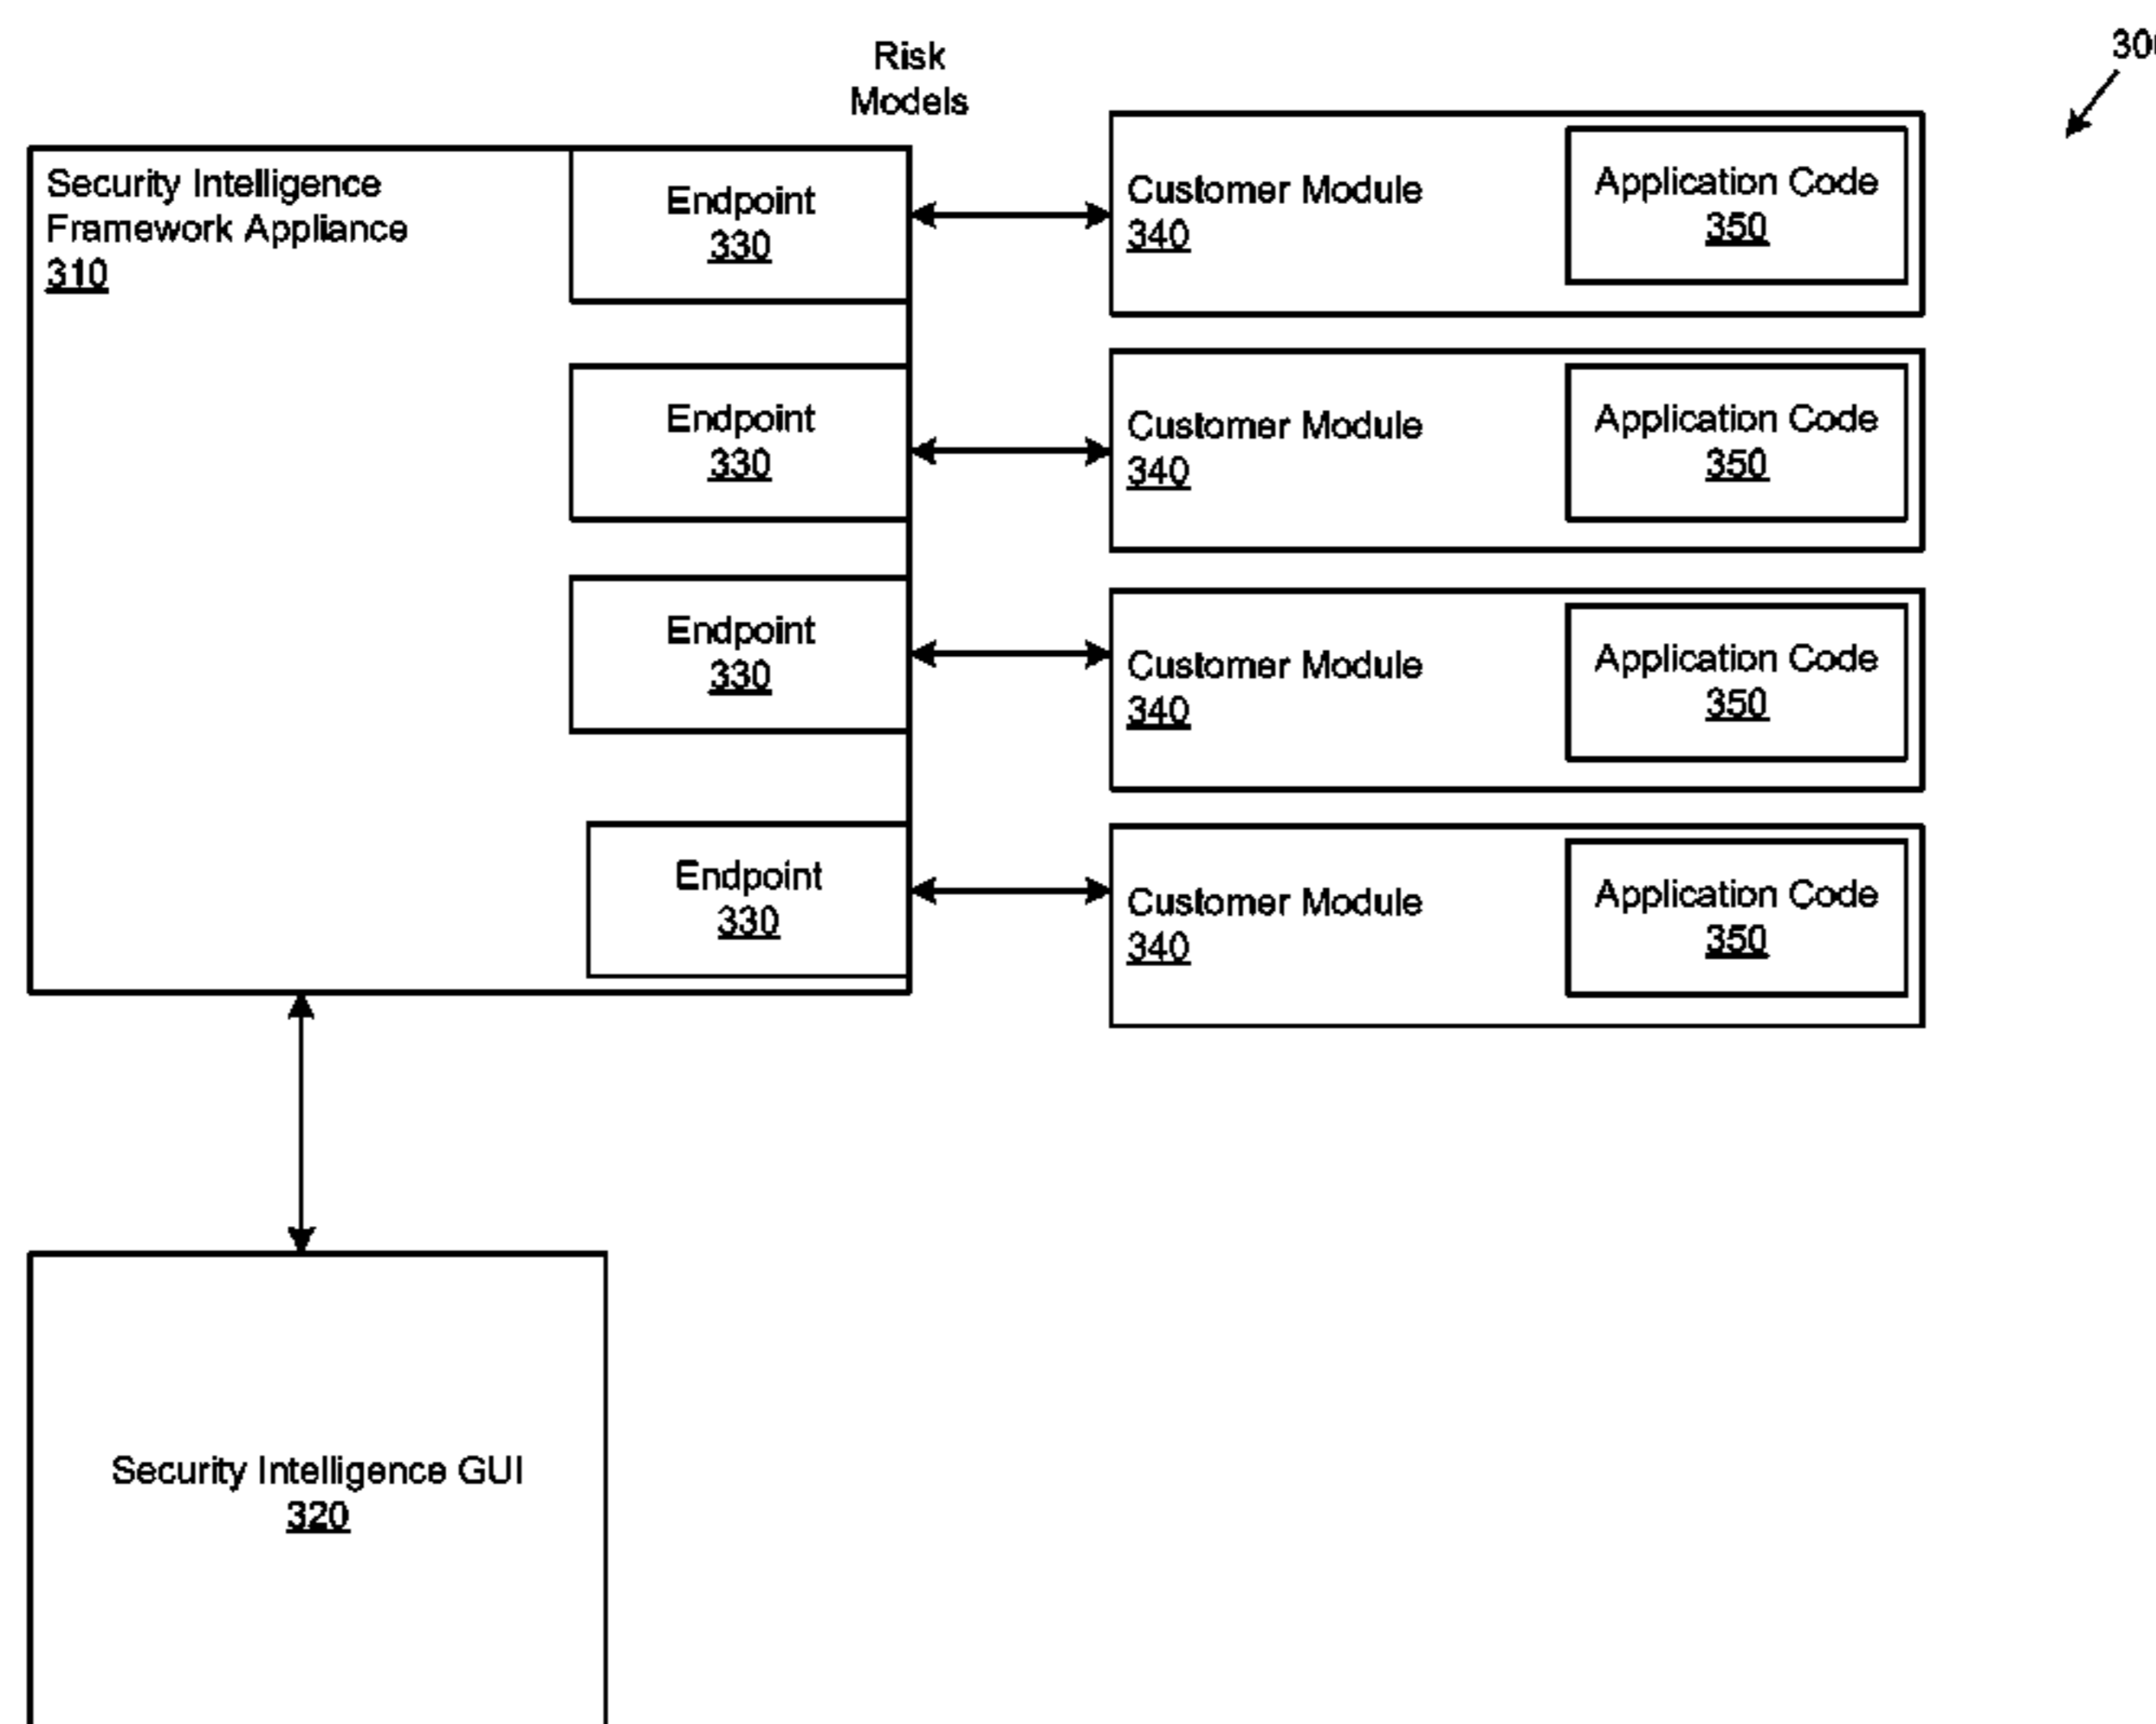 Risk
Models
Security Intelligence
Framework Appliance
310
Endpoint
330
Customer Module
340
Application Code
350
Endpoint
330
Customer Module
340
Application Code
350
Endpoint
330
Customer Module
340
Application Code
350
Endpoint
330
Customer Module
340
Application Code
350
Security Intelligence GUI
320